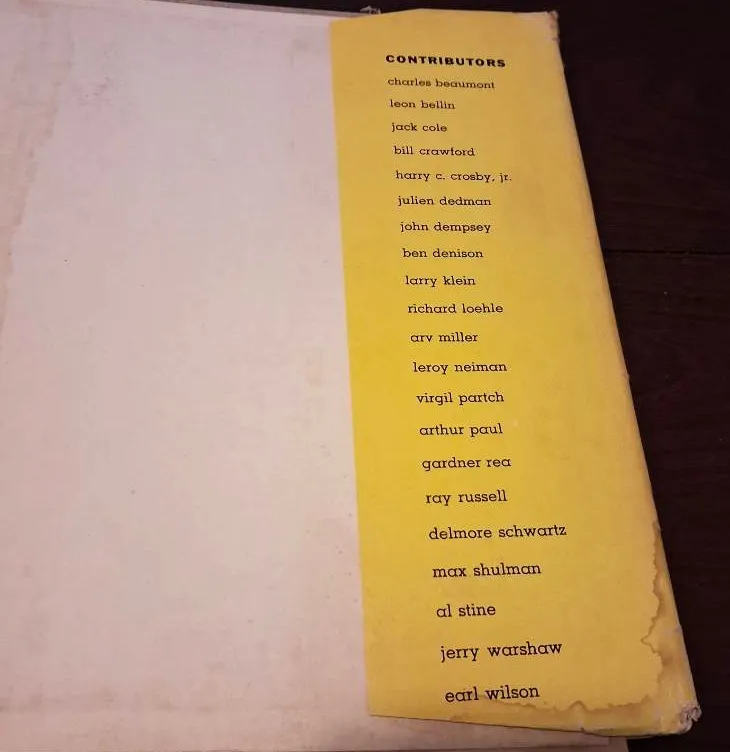 CONTRIBUTORS
charles beaumont
leon bellin
jack cole
bill crawford
harry c. crosby, jr.
julien dedman
john dempsey
ben denison
larry klein
richard loehle
arv miller
leroy neiman
virgil partch
arthur paul
gardner rea
ray russell
delmore schwartz
max shulman
al stine
jerry warshaw
earl wilson